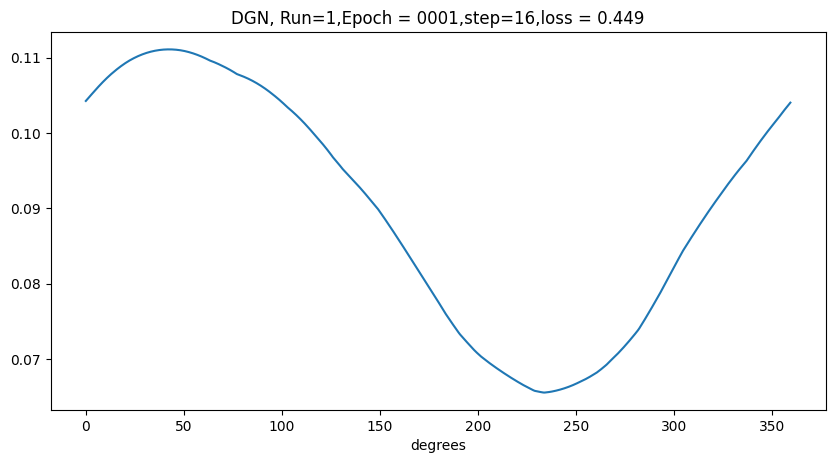 DGN, Run=1,Epoch = 0001,step=16,loss = 0.449
0.11
0.10
0.09
0.08
0.07
0 50 100 150 200 250 300 350
degrees